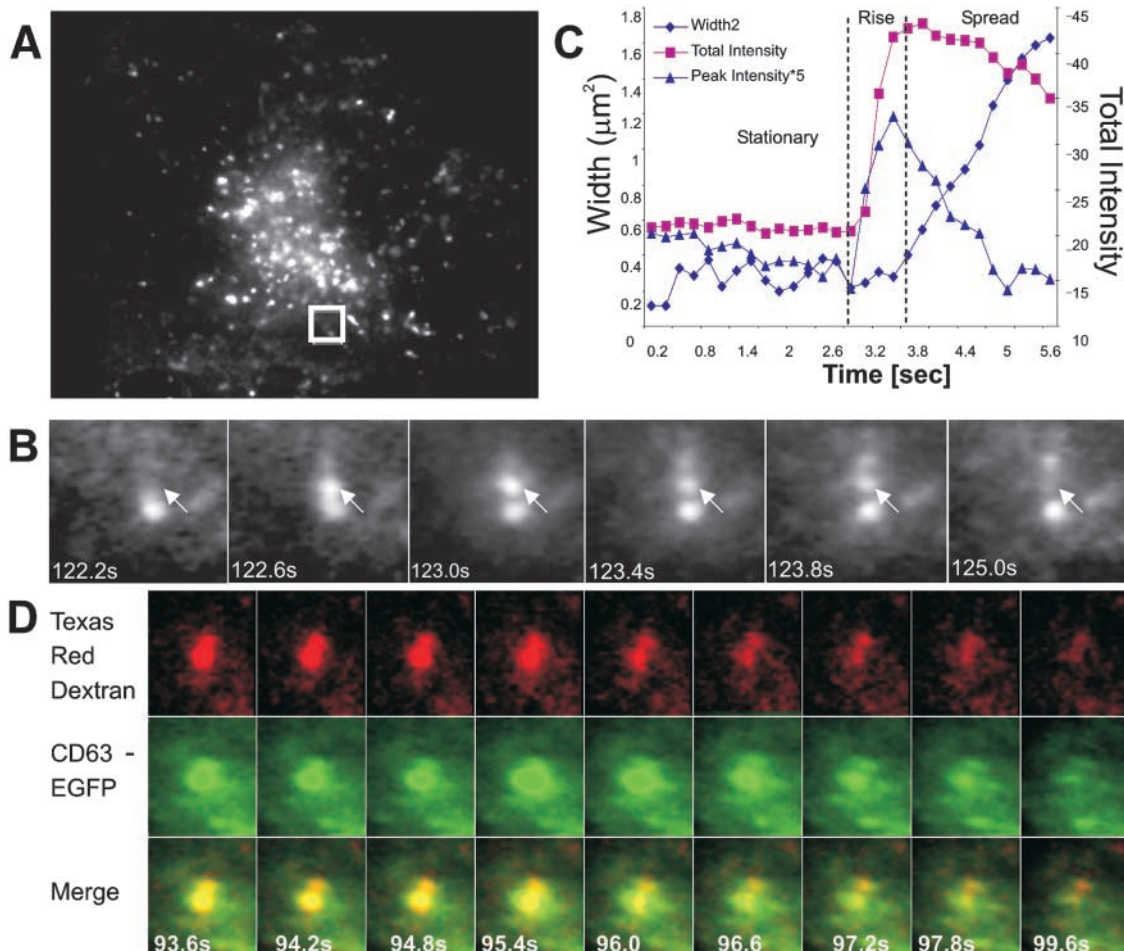 A
B
122.2s
122.6s
123.0s
123.4s
123.8s
125.0s
C
Width2
Total Intensity
Peak Intensity*5
Stationary
Rise
Spread
Width (μm²)
1.8
1.6
1.4
1.2
1
0.8
0.6
0.4
0.2
0
-45
-40
-35
-30
-25
-20
-15
10
Total Intensity
0.2
0.8
1.4
2
2.6
3.2
3.8
4.4
5
5.6
Time [sec]
D
Texas
Red
Dextran
CD63 -
EGFP
Merge
93.6s
94.2s
94.8s
95.4s
96.0
96.6
97.2s
97.8s
99.6s